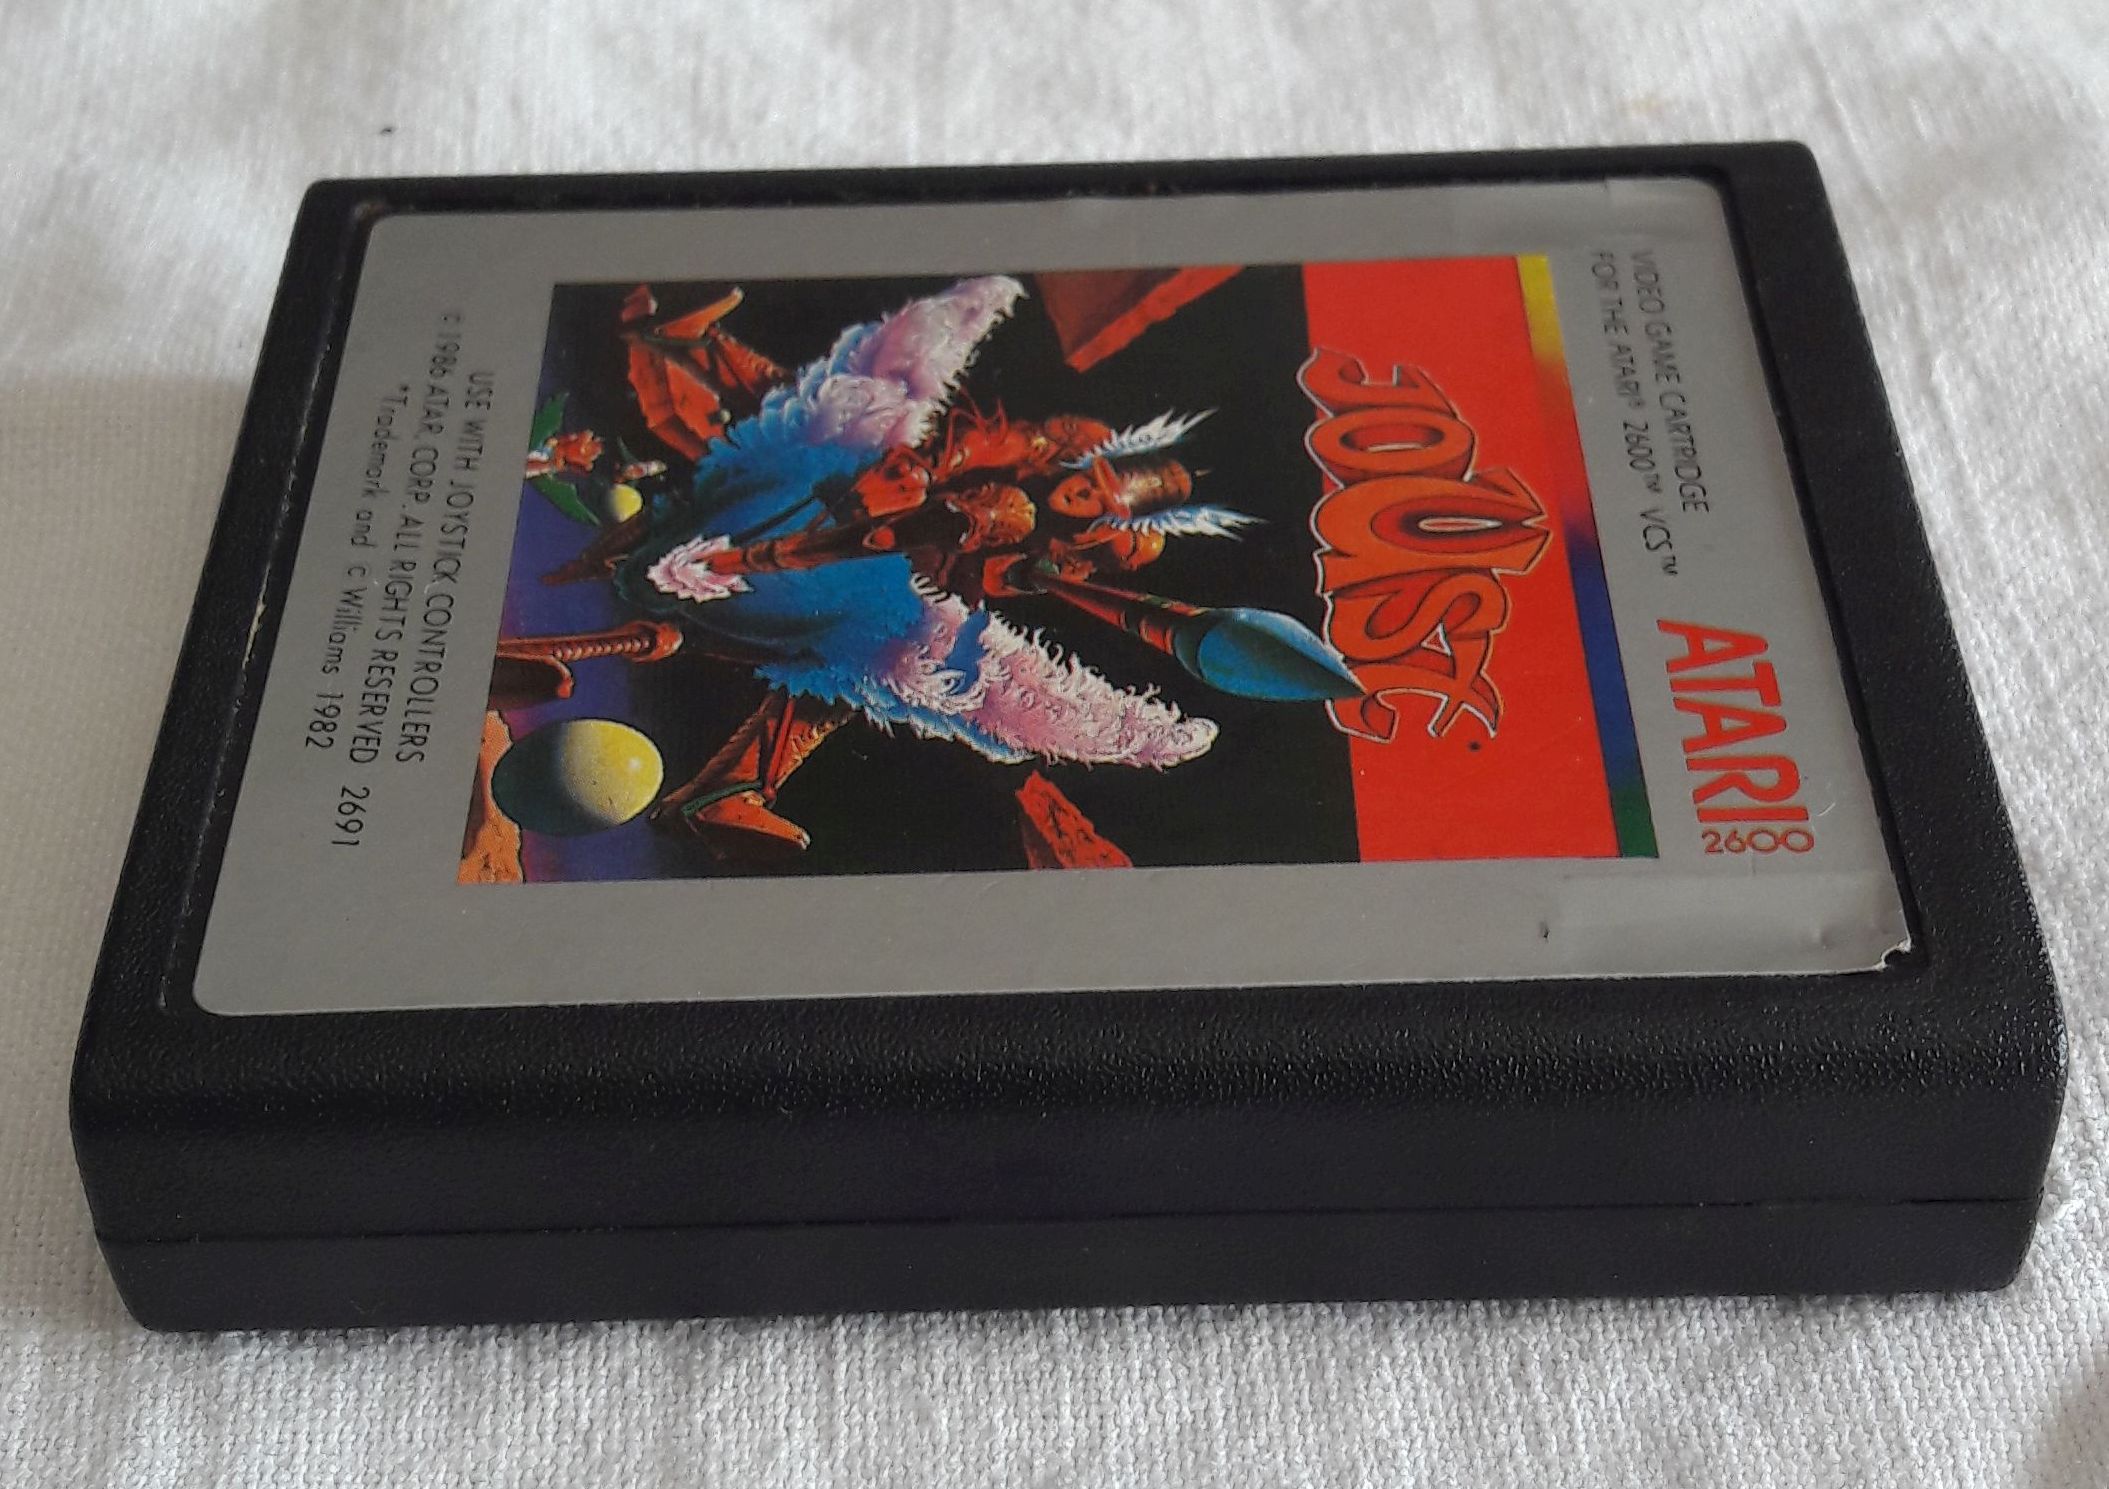 VIDEO GAME CARTRIDGE
FOR THE ATARI® 2600™ VCS™
ATARI
2600
JOUST
USE WITH JOYSTICK CONTROLLERS
© 1986 ATARI CORP. ALL RIGHTS RESERVED 2691
*Trademark and © Williams 1982